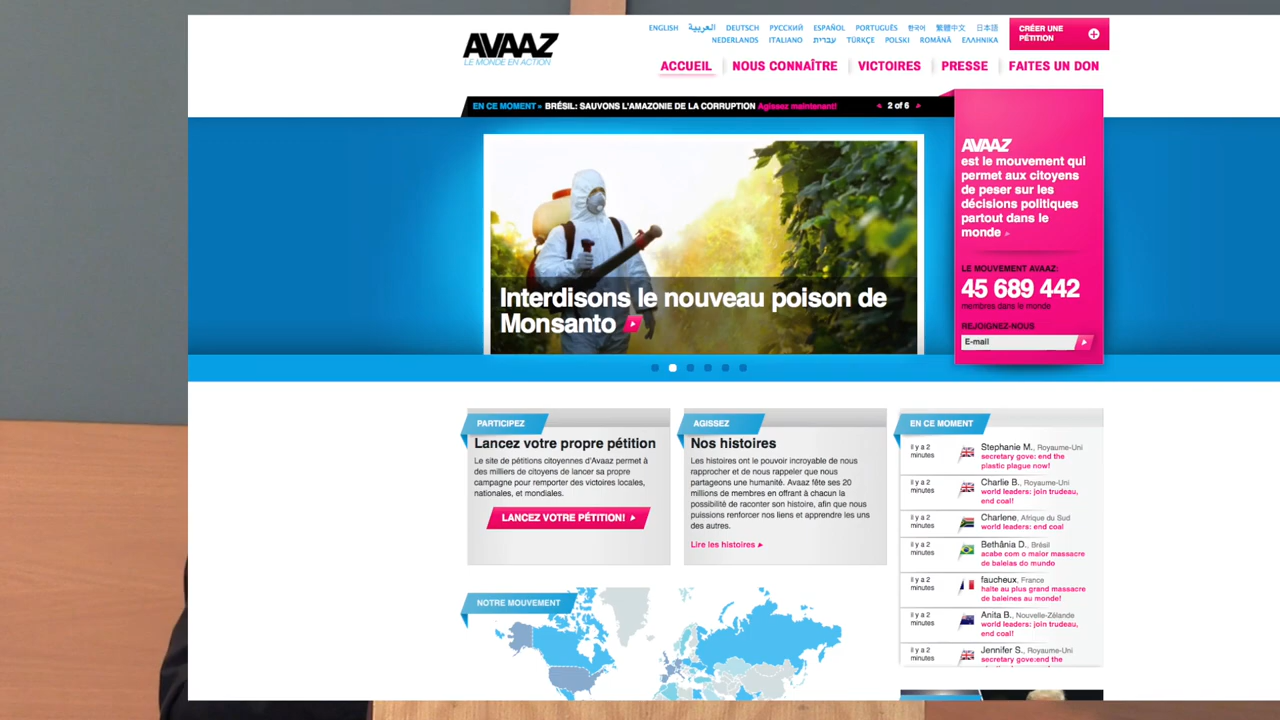 AVAAZ
LE MONDE EN ACTION
ENGLISH العربية DEUTSCH РУССКИЙ ESPAÑOL PORTUGUÊS 한국어 繁體中文 日本語
NEDERLANDS ITALIANO עברית TÜRKÇE POLSKI ROMÂNĂ ΕΛΛΗΝΙΚΑ
CRÉER UNE
PÉTITION
ACCUEIL NOUS CONNAÎTRE VICTOIRES PRESSE FAITES UN DON
EN CE MOMENT » BRÉSIL: SAUVONS L'AMAZONIE DE LA CORRUPTION Agissez maintenant! 2 of 6
Interdisons le nouveau poison de
Monsanto
AVAAZ
est le mouvement qui
permet aux citoyens
de peser sur les
décisions politiques
partout dans le
monde
LE MOUVEMENT AVAAZ:
45 689 442
membres dans le monde
REJOIGNEZ-NOUS
E-mail
PARTICIPEZ
Lancez votre propre pétition
Le site de pétitions citoyennes d'Avaaz permet à
des milliers de citoyens de lancer sa propre
campagne pour remporter des victoires locales,
nationales, et mondiales.
LANCEZ VOTRE PÉTITION!
AGISSEZ
Nos histoires
Les histoires ont le pouvoir incroyable de nous
rapprocher et de nous rappeler que nous
partageons une humanité. Avaaz fête ses 20
millions de membres en offrant à chacun la
possibilité de raconter son histoire, afin que nous
puissions renforcer nos liens et apprendre les uns
des autres.
Lire les histoires
EN CE MOMENT
il y a 2
minutes
Stephanie M., Royaume-Uni
secretary gove: end the
plastic plague now!
il y a 2
minutes
Charlie B., Royaume-Uni
world leaders: join trudeau,
end coal!
il y a 2
minutes
Charlene, Afrique du Sud
world leaders: end coal
il y a 2
minutes
Bethânia D., Brésil
acabe com o maior massacre
de baleias do mundo
il y a 2
minutes
faucheux, France
halte au plus grand massacre
de baleines au monde!
il y a 2
minutes
Anita B., Nouvelle-Zélande
world leaders: join trudeau,
end coal!
il y a 2
minutes
Jennifer S., Royaume-Uni
secretary gove:end the
NOTRE MOUVEMENT